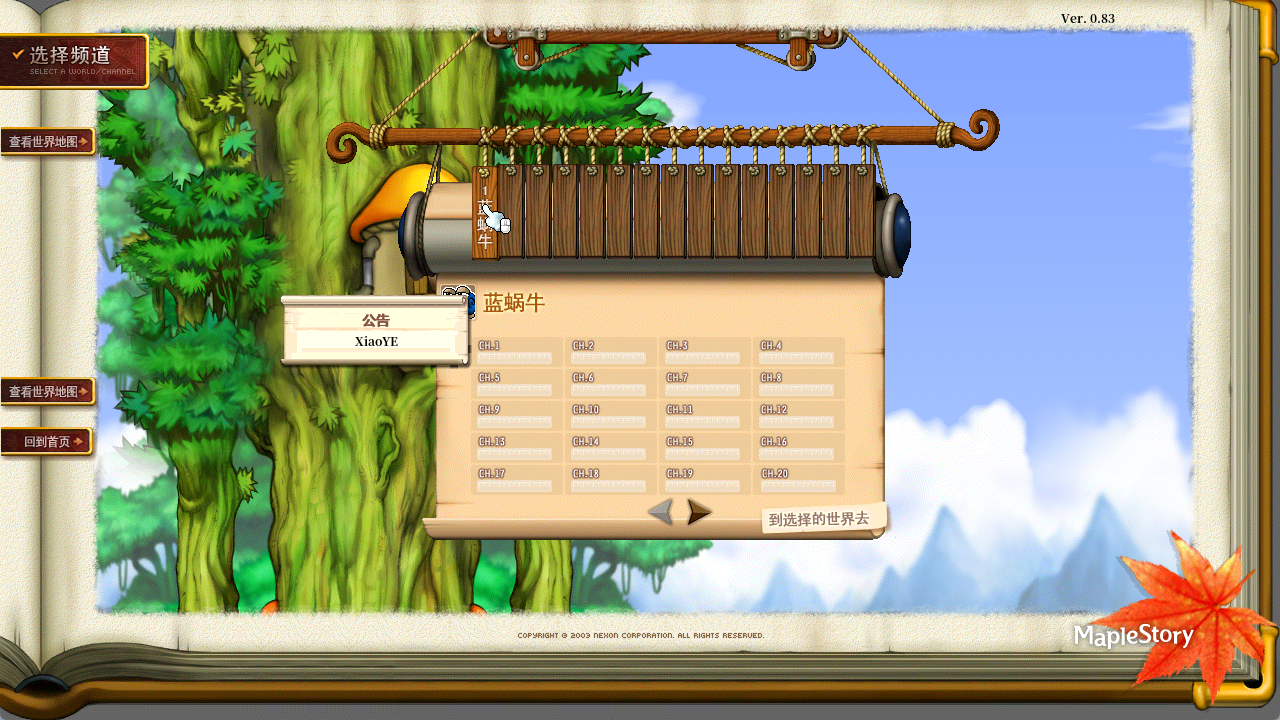 Ver. 0.83
选择频道
SELECT A WORLD/CHANNEL
查看世界地图
1
蓝
蜗
牛
蓝蜗牛
公告
XiaoYE
CH.1 CH.2 CH.3 CH.4
CH.5 CH.6 CH.7 CH.8
CH.9 CH.10 CH.11 CH.12
CH.13 CH.14 CH.15 CH.16
CH.17 CH.18 CH.19 CH.20
查看世界地图
回到首页
到选择的世界去
COPYRIGHT @ 2003 NEXON CORPORATION. ALL RIGHTS RESERVED.
MapleStory